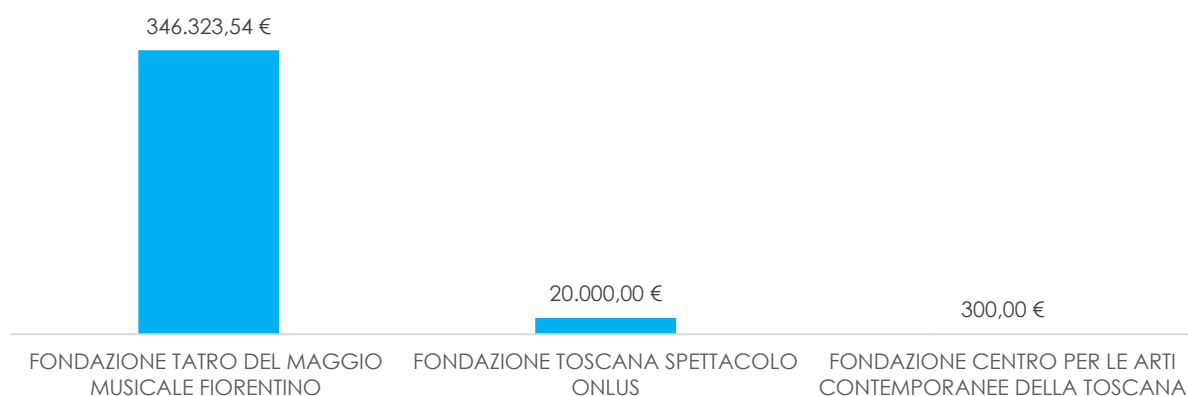 346.323,54 €
20.000,00 €
300,00 €
FONDAZIONE TATRO DEL MAGGIO
MUSICALE FIORENTINO
FONDAZIONE TOSCANA SPETTACOLO
ONLUS
FONDAZIONE CENTRO PER LE ARTI
CONTEMPORANEE DELLA TOSCANA